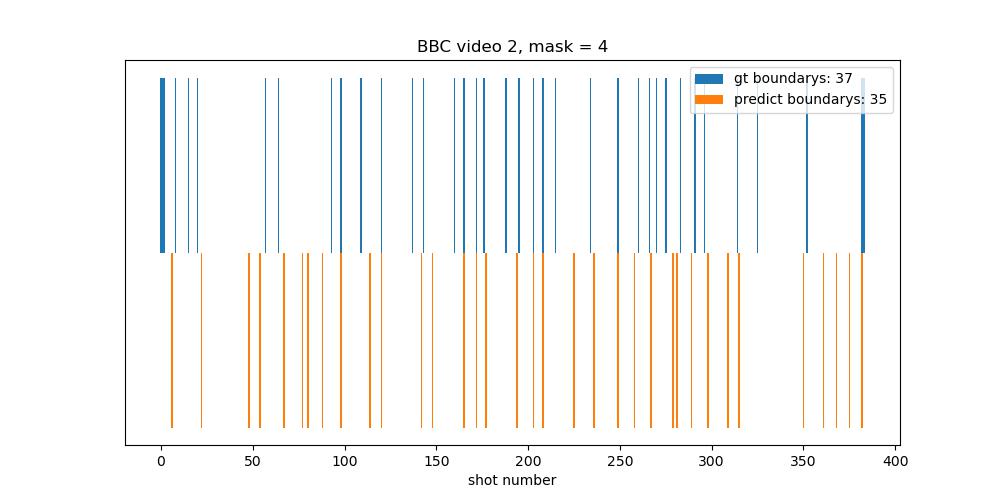 BBC video 2, mask = 4
gt boundarys: 37
predict boundarys: 35
0 50 100 150 200 250 300 350 400
shot number